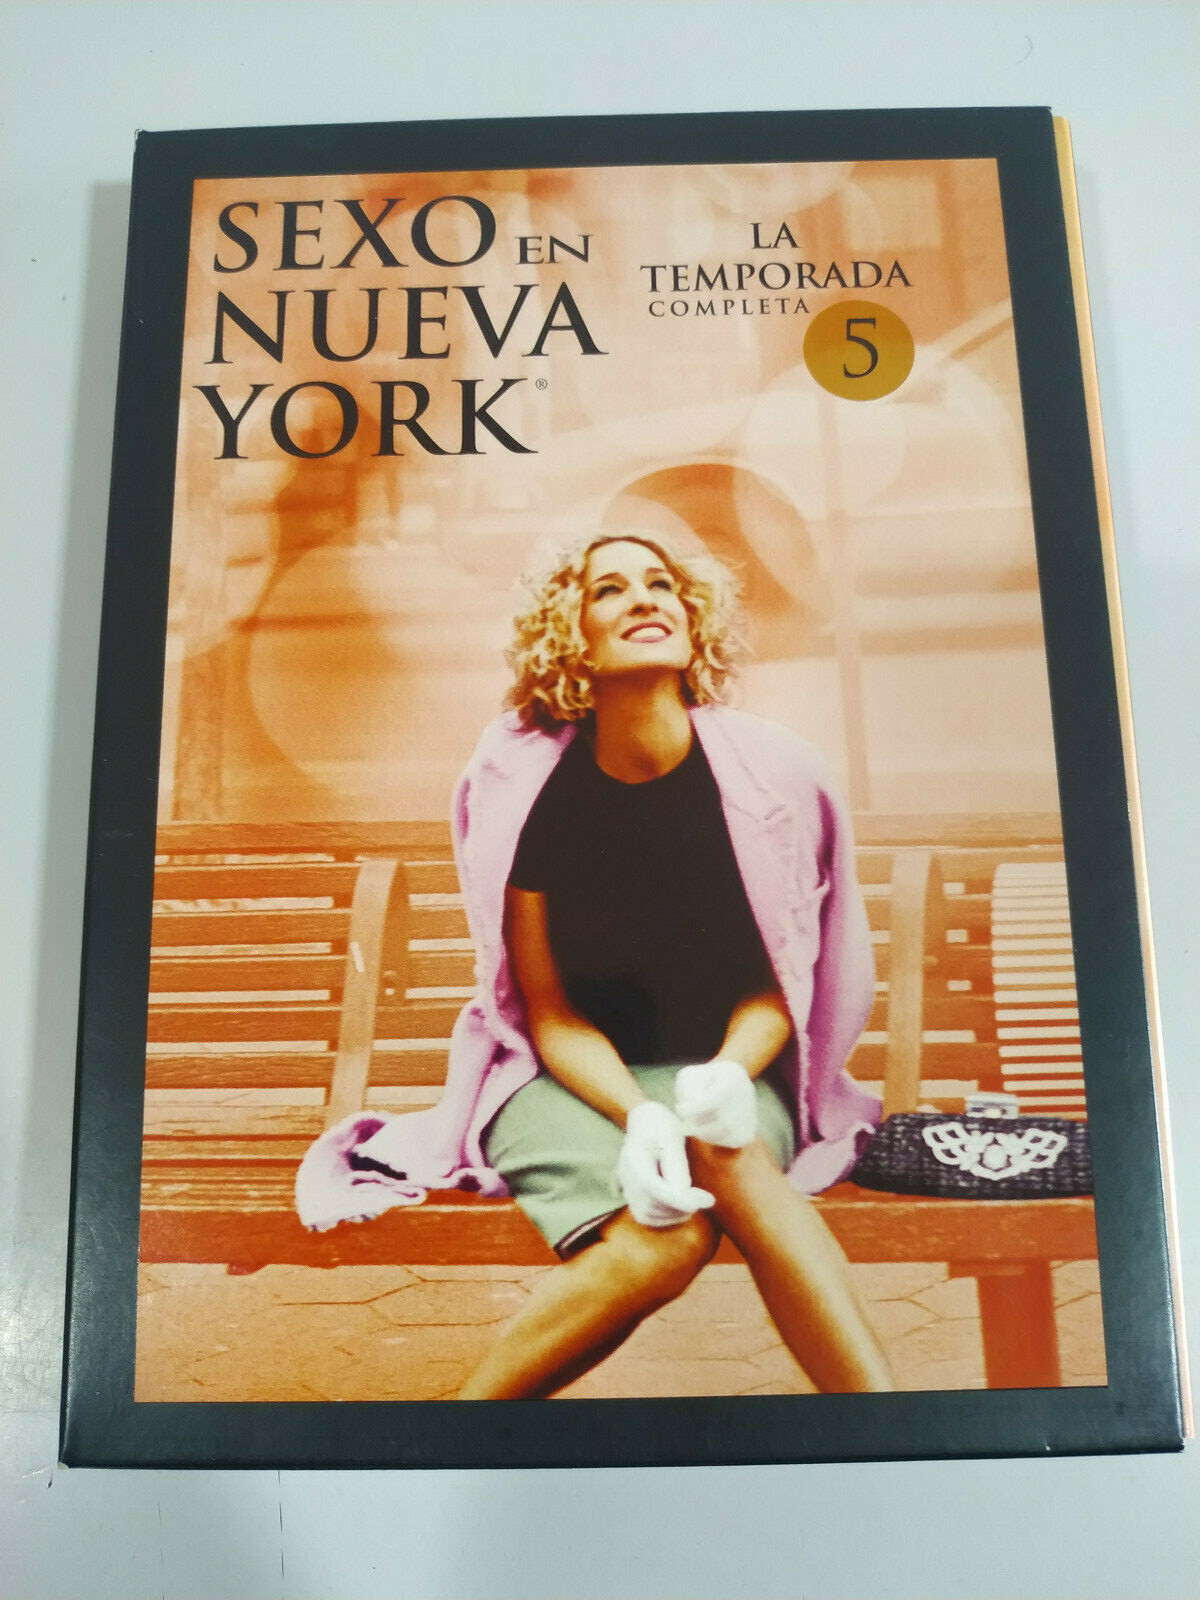 SEXO EN
NUEVA
YORK®
LA
TEMPORADA
COMPLETA
5